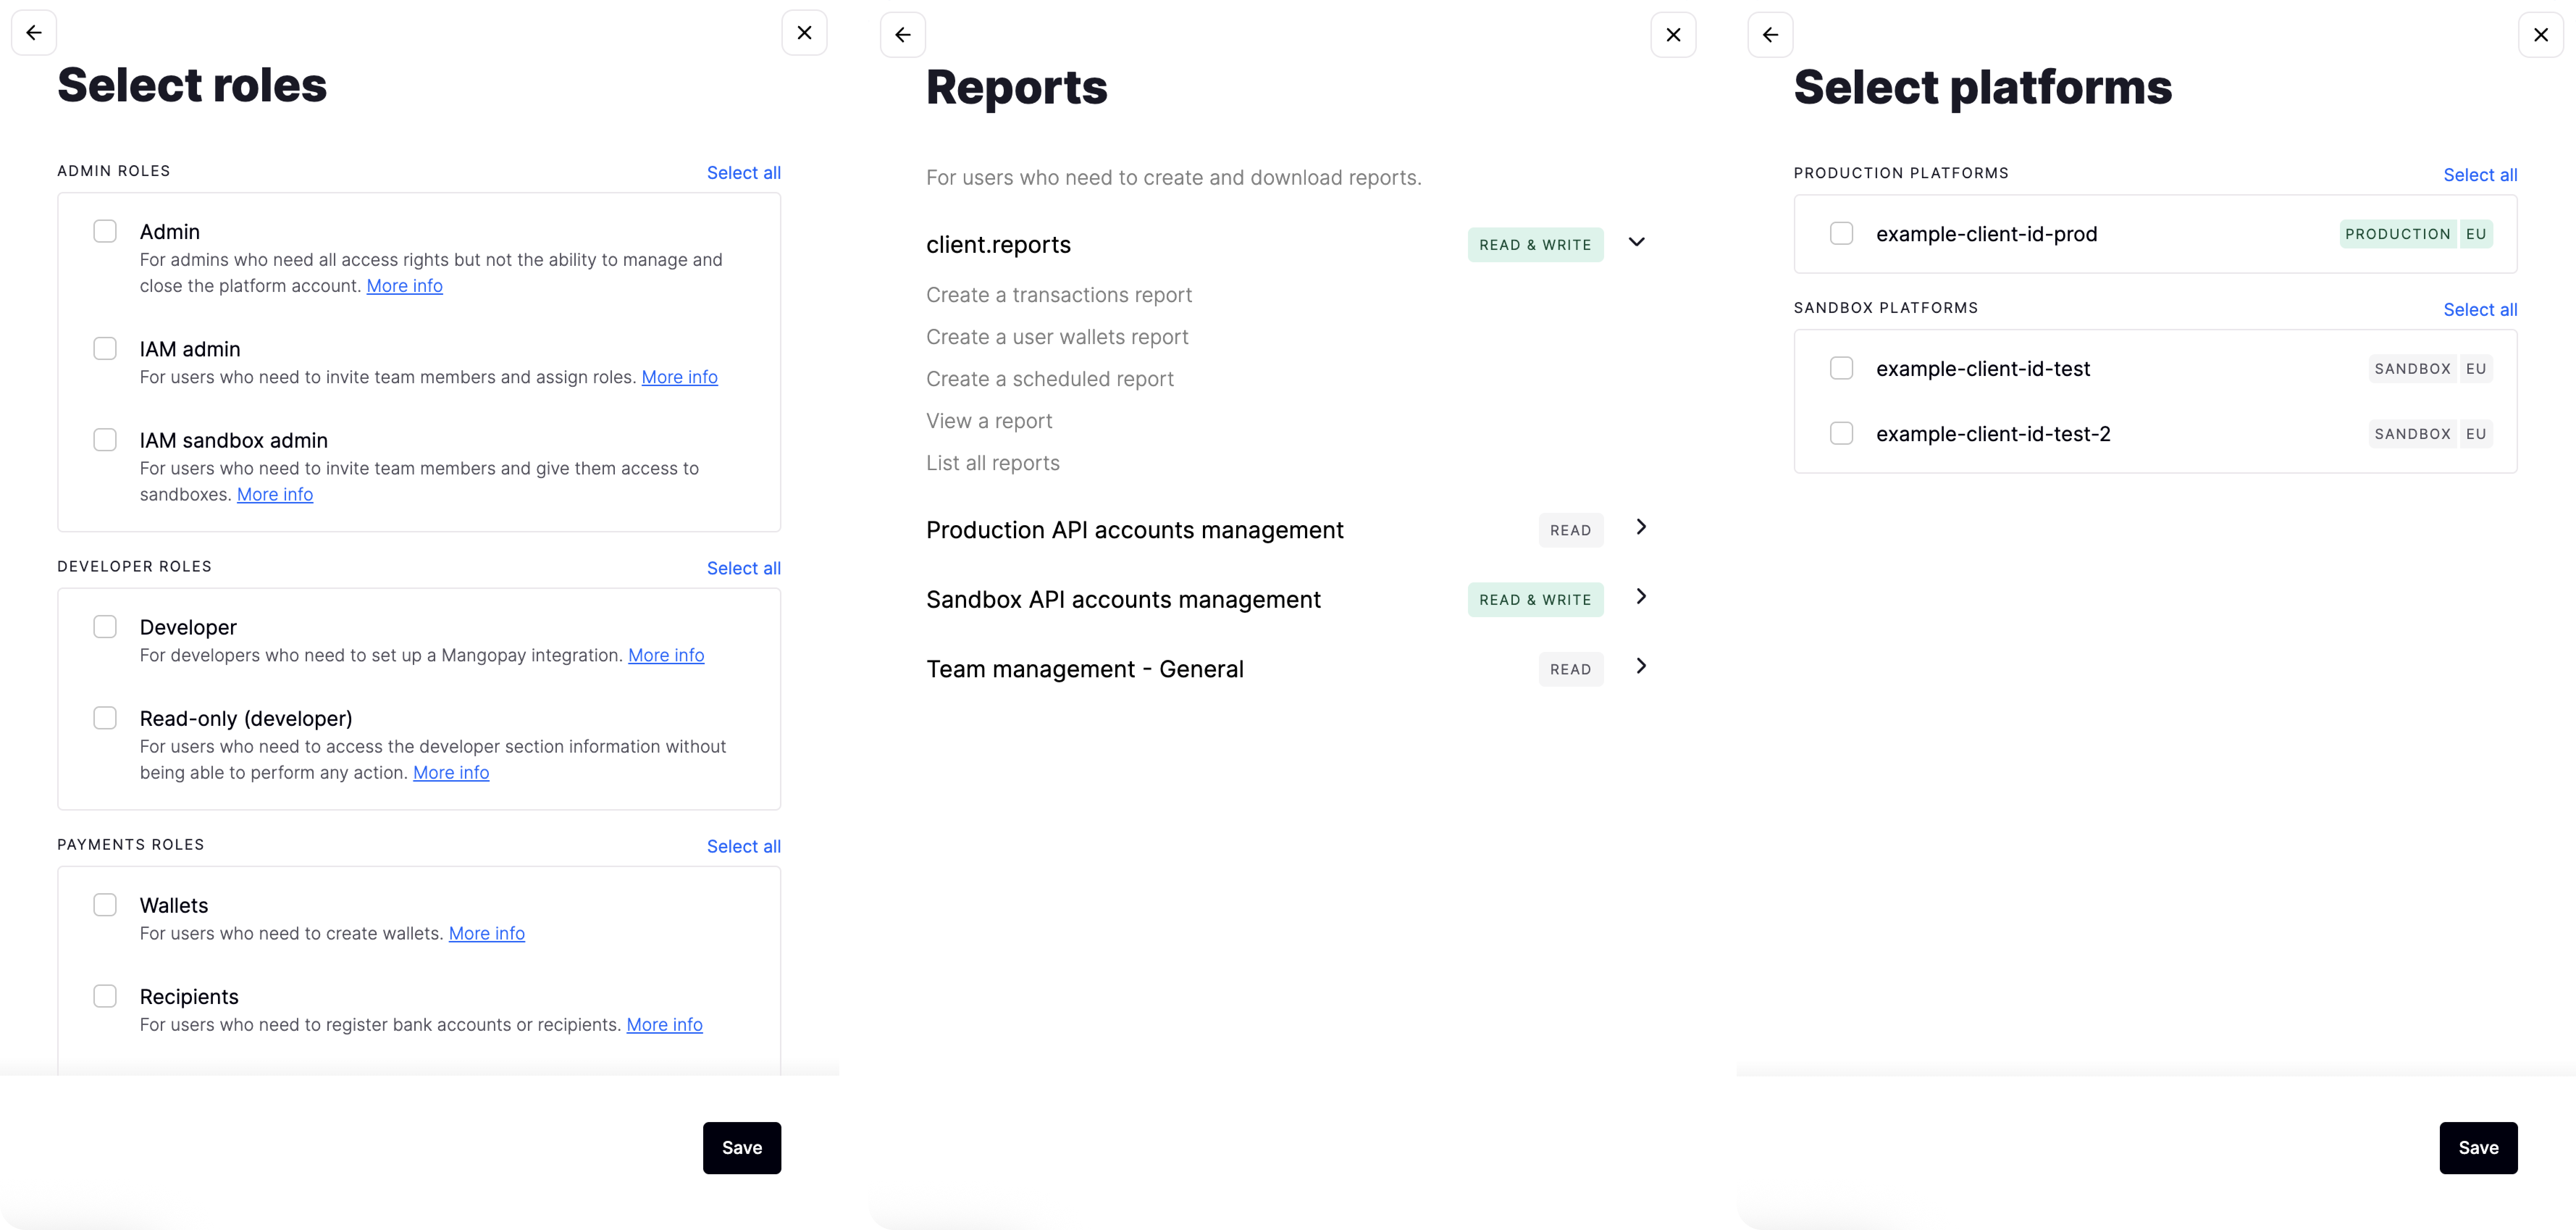 Select roles
ADMIN ROLES
Select all
Admin
For admins who need all access rights but not the ability to manage and
close the platform account. More info
IAM admin
For users who need to invite team members and assign roles. More info
IAM sandbox admin
For users who need to invite team members and give them access to
sandboxes. More info
DEVELOPER ROLES
Select all
Developer
For developers who need to set up a Mangopay integration. More info
Read-only (developer)
For users who need to access the developer section information without
being able to perform any action. More info
PAYMENTS ROLES
Select all
Wallets
For users who need to create wallets. More info
Recipients
For users who need to register bank accounts or recipients. More info
Save
Reports
For users who need to create and download reports.
client.reports
READ & WRITE
Create a transactions report
Create a user wallets report
Create a scheduled report
View a report
List all reports
Production API accounts management
READ
Sandbox API accounts management
READ & WRITE
Team management - General
READ
Select platforms
PRODUCTION PLATFORMS
Select all
example-client-id-prod
PRODUCTION EU
SANDBOX PLATFORMS
Select all
example-client-id-test
SANDBOX EU
example-client-id-test-2
SANDBOX EU
Save